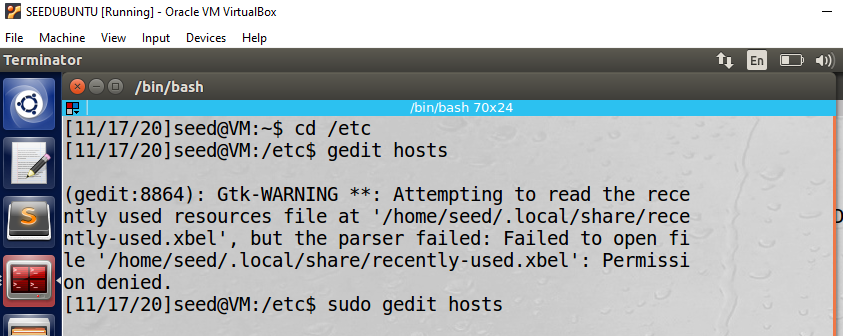 SEEDUBUNTU [Running] - Oracle VM VirtualBox
File Machine View Input Devices Help
Terminator En
/bin/bash
/bin/bash 70x24
[11/17/20]seed@VM:~$ cd /etc
[11/17/20]seed@VM:/etc$ gedit hosts
(gedit:8864): Gtk-WARNING **: Attempting to read the rece
ntly used resources file at '/home/seed/.local/share/rece
ntly-used.xbel', but the parser failed: Failed to open fi
le '/home/seed/.local/share/recently-used.xbel': Permissi
on denied.
[11/17/20]seed@VM:/etc$ sudo gedit hosts